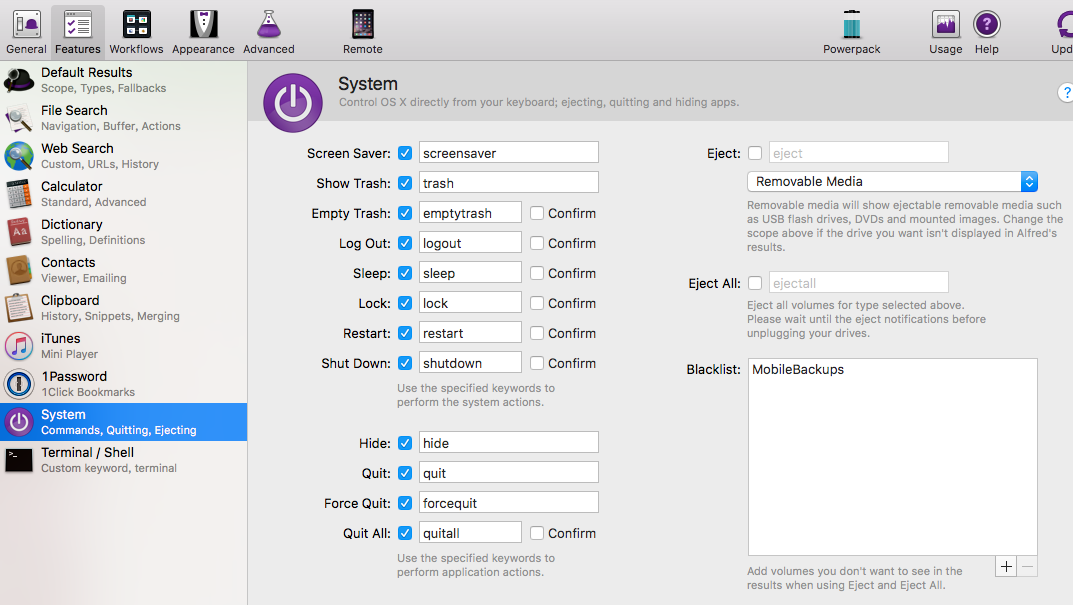 General Features Workflows Appearance Advanced Remote Powerpack Usage Help
Default Results
Scope, Types, Fallbacks
File Search
Navigation, Buffer, Actions
Web Search
Custom, URLs, History
Calculator
Standard, Advanced
Dictionary
Spelling, Definitions
Contacts
Viewer, Emailing
Clipboard
History, Snippets, Merging
iTunes
Mini Player
1Password
1Click Bookmarks
System
Commands, Quitting, Ejecting
Terminal / Shell
Custom keyword, terminal
System
Control OS X directly from your keyboard; ejecting, quitting and hiding apps.
?
Screen Saver: screensaver
Show Trash: trash
Empty Trash: emptytrash Confirm
Log Out: logout Confirm
Sleep: sleep Confirm
Lock: lock Confirm
Restart: restart Confirm
Shut Down: shutdown Confirm
Use the specified keywords to
perform the system actions.
Hide: hide
Quit: quit
Force Quit: forcequit
Quit All: quitall Confirm
Use the specified keywords to
perform application actions.
Eject: eject
Removable Media
Removable media will show ejectable removable media such
as USB flash drives, DVDs and mounted images. Change the
scope above if the drive you want isn't displayed in Alfred's
results.
Eject All: ejectall
Eject all volumes for type selected above.
Please wait until the eject notifications before
unplugging your drives.
Blacklist: MobileBackups
Add volumes you don't want to see in the
results when using Eject and Eject All.